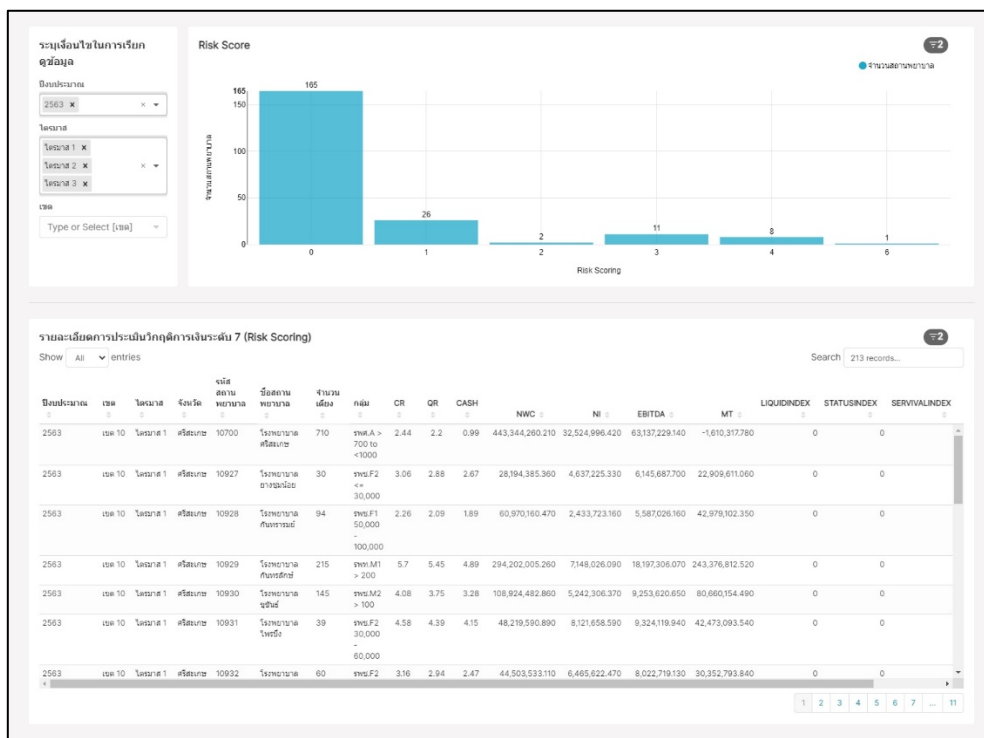 ระบุเงื่อนไขในการเรียก
ดูข้อมูล
ปีงบประมาณ
2563 ×
× ▾
ไตรมาส
ไตรมาส 1 ×
ไตรมาส 2 ×
ไตรมาส 3 ×
× ▾
เขต
Type or Select [เขต]
Risk Score
2
จำนวนสถานพยาบาล
จำนวนสถานพยาบาล
165
150
100
50
0
165
26
2
11
8
1
0 1 2 3 4 6
Risk Scoring
รายละเอียดการประเมินวิกฤติการเงินระดับ 7 (Risk Scoring)
2
Show All entries
Search 213 records...
ปีงบประมาณ เขต ไตรมาส จังหวัด รหัสสถานพยาบาล ชื่อสถานพยาบาล จำนวนเตียง กลุ่ม CR QR CASH NWC NI EBITDA MT LIQUIDINDEX STATUSINDEX SERVIVALINDEX
2563 เขต 10 ไตรมาส 1 ศรีสะเกษ 10700 โรงพยาบาลศรีสะเกษ 710 รพศ.A > 700 to <1000 2.44 2.2 0.99 443,344,260.210 32,524,996.420 63,137,229.140 -1,610,317.780 0 0
2563 เขต 10 ไตรมาส 1 ศรีสะเกษ 10927 โรงพยาบาลยางชุมน้อย 30 รพช.F2 <= 30,000 3.06 2.88 2.67 28,194,385.360 4,637,225.330 6,145,687.700 22,909,611.060 0 0
2563 เขต 10 ไตรมาส 1 ศรีสะเกษ 10928 โรงพยาบาลกันทรารมย์ 94 รพช.F1 50,000 - 100,000 2.26 2.09 1.89 60,970,160.470 2,433,723.160 5,587,026.160 42,979,102.350 0 0
2563 เขต 10 ไตรมาส 1 ศรีสะเกษ 10929 โรงพยาบาลกันทรลักษ์ 215 รพท.M1 > 200 5.7 5.45 4.89 294,202,005.260 7,148,026.090 18,197,306.070 243,376,812.520 0 0
2563 เขต 10 ไตรมาส 1 ศรีสะเกษ 10930 โรงพยาบาลขุขันธ์ 145 รพช.M2 > 100 4.08 3.75 3.28 108,924,482.860 5,242,306.370 9,253,620.650 80,660,154.490 0 0
2563 เขต 10 ไตรมาส 1 ศรีสะเกษ 10931 โรงพยาบาลไพรบึง 39 รพช.F2 30,000 - 60,000 4.58 4.39 4.15 48,219,590.890 8,121,658.590 9,324,119.940 42,473,093.540 0 0
2563 เขต 10 ไตรมาส 1 ศรีสะเกษ 10932 โรงพยาบาล 60 รพช.F2 3.16 2.94 2.47 44,503,533.110 6,465,622.470 8,022,719.130 30,352,793.840 0 0
1 2 3 4 5 6 7 ... 11